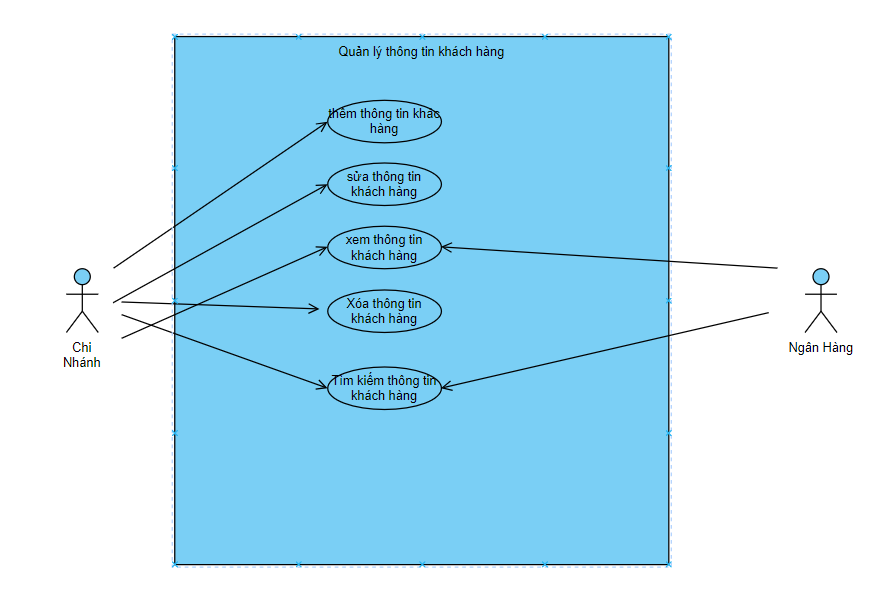 Quản lý thông tin khách hàng
thêm thông tin khác
hàng
sửa thông tin
khách hàng
xem thông tin
khách hàng
Xóa thông tin
khách hàng
Tìm kiếm thông tin
khách hàng
Chi
Nhánh
Ngân Hàng